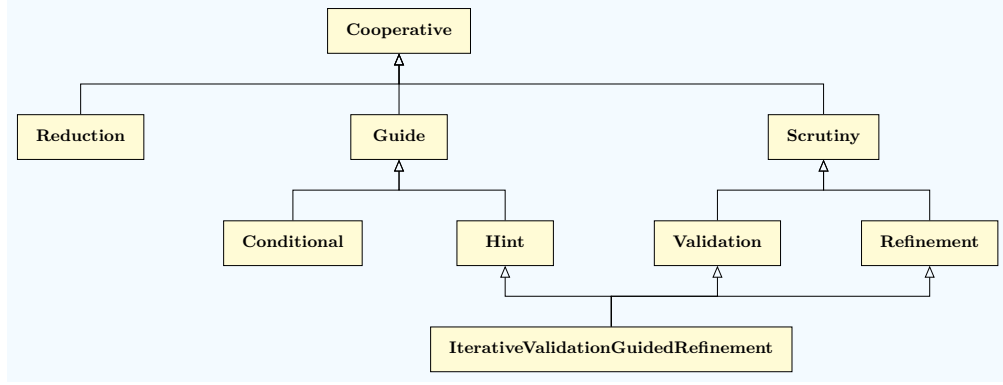 Cooperative
Reduction
Guide
Scrutiny
Conditional
Hint
Validation
Refinement
IterativeValidationGuidedRefinement